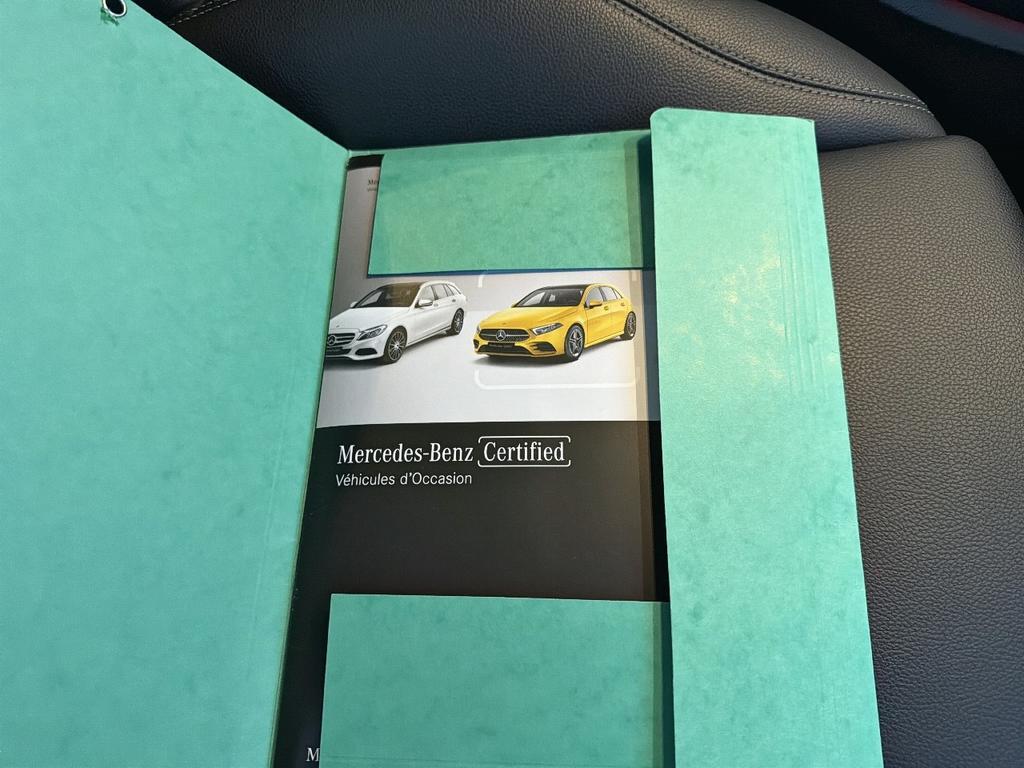 Mercedes-Benz Certified
Véhicules d'Occasion
M